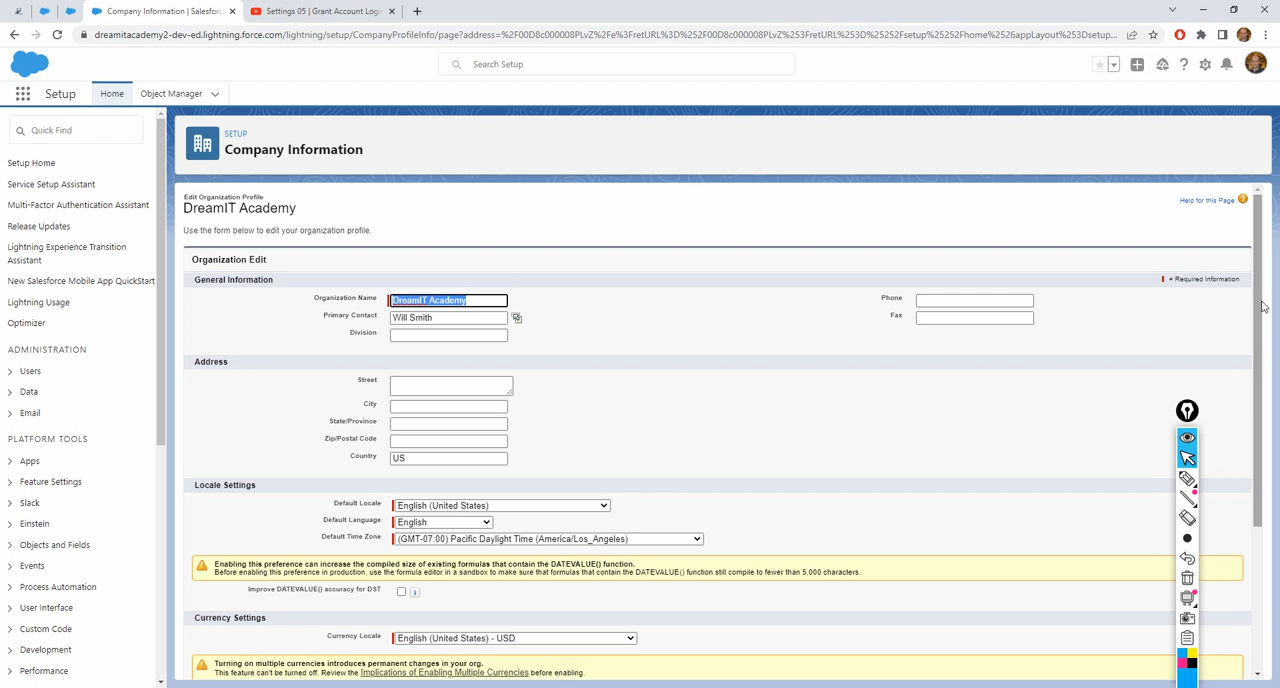 Company Information | Salesforc
Settings 05 | Grant Account Logi
dreamitacademy2-dev-ed.lightning.force.com/lightning/setup/CompanyProfileInfo/page?address=%2F00D8c000008PLvZ%2Fe%3FretURL%3D%252F00D8c000008PLvZ%3FretURL%253D%25252Fsetup%25252Fhome%2526appLayout%253Dsetup...
Search Setup
Setup
Home
Object Manager
Quick Find
Setup Home
Service Setup Assistant
Multi-Factor Authentication Assistant
Release Updates
Lightning Experience Transition
Assistant
New Salesforce Mobile App QuickStart
Lightning Usage
Optimizer
ADMINISTRATION
Users
Data
Email
PLATFORM TOOLS
Apps
Feature Settings
Slack
Einstein
Objects and Fields
Events
Process Automation
User Interface
Custom Code
Development
Performance
SETUP
Company Information
Edit Organization Profile
DreamIT Academy
Help for this Page
Use the form below to edit your organization profile.
Organization Edit
General Information
= Required Information
Organization Name
DreamIT Academy
Phone
Primary Contact
Will Smith
Fax
Division
Address
Street
City
State/Province
Zip/Postal Code
Country
US
Locale Settings
Default Locale
English (United States)
Default Language
English
Default Time Zone
(GMT-07:00) Pacific Daylight Time (America/Los_Angeles)
Enabling this preference can increase the compiled size of existing formulas that contain the DATEVALUE() function.
Before enabling this preference in production, use the formula editor in a sandbox to make sure that formulas that contain the DATEVALUE() function still compile to fewer than 5,000 characters.
Improve DATEVALUE() accuracy for DST
Currency Settings
Currency Locale
English (United States) - USD
Turning on multiple currencies introduces permanent changes in your org.
This feature can't be turned off. Review the Implications of Enabling Multiple Currencies before enabling.